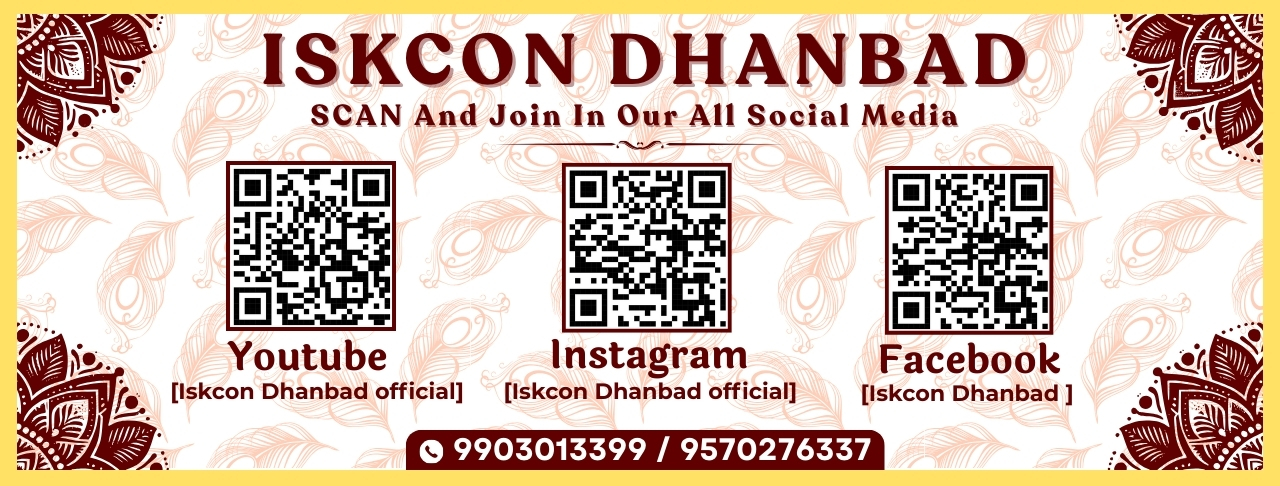 ISKCON DHANBAD
SCAN And Join In Our All Social Media
Youtube
[Iskcon Dhanbad official]
Instagram
[Iskcon Dhanbad official]
Facebook
[Iskcon Dhanbad ]
9903013399 / 9570276337